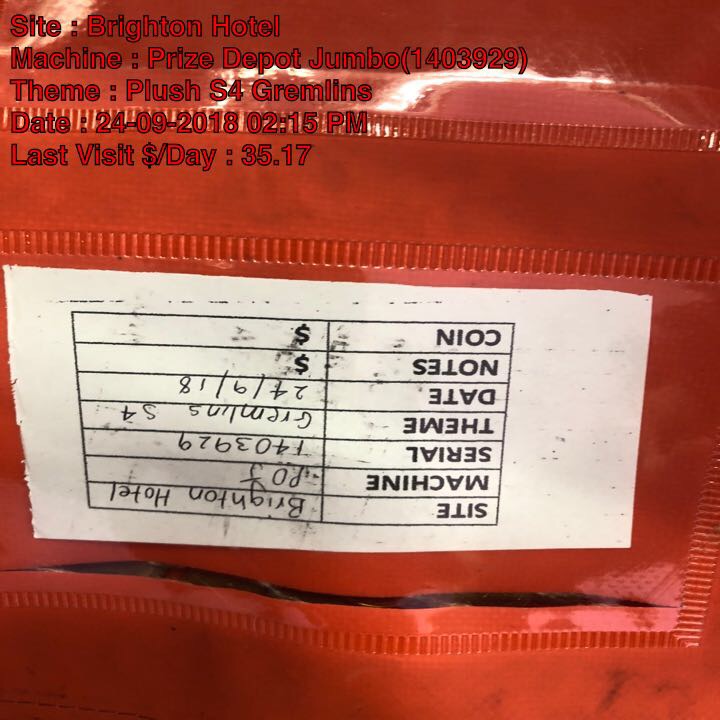 Site : Brighton Hotel
Machine : Prize Depot Jumbo(1403929)
Theme : Plush S4 Gremlins
Date : 24-09-2018 02:15 PM
Last Visit $/Day : 35.17
SITE Brighton Hotel
MACHINE PDJ
SERIAL 1403929
THEME Gremlins S4
DATE 24/9/18
NOTES $
COIN $